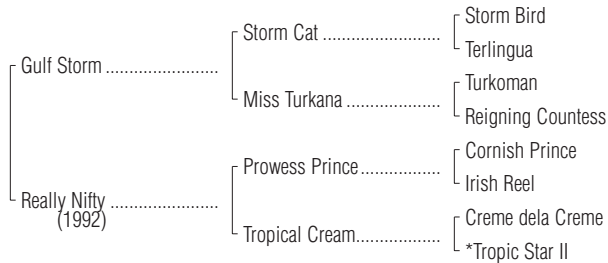 Storm Bird
Storm Cat ........................
Terlingua
Gulf Storm .......................
Turkoman
Miss Turkana ...................
Reigning Countess
Cornish Prince
Prowess Prince................
Irish Reel
Really Nifty ......................
(1992)
Creme dela Creme
Tropical Cream.................
*Tropic Star II